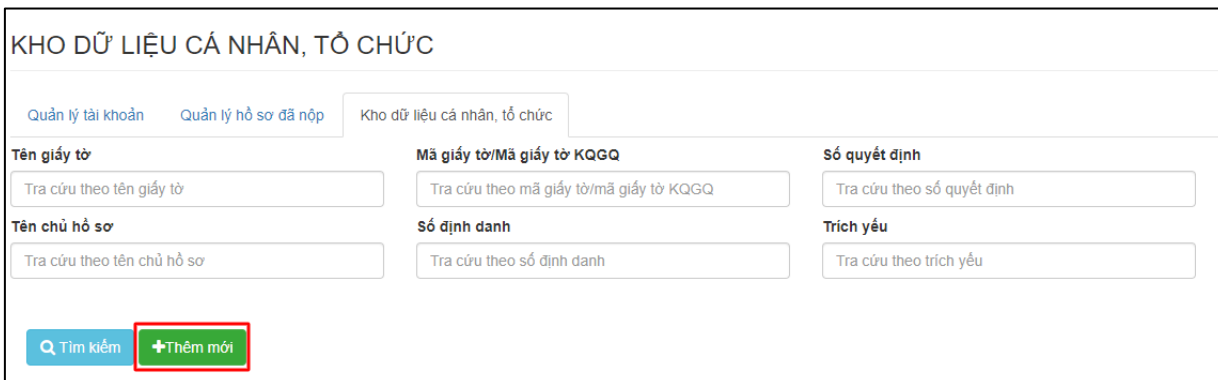 KHO DỮ LIỆU CÁ NHÂN, TỔ CHỨC
Quản lý tài khoản Quản lý hồ sơ đã nộp Kho dữ liệu cá nhân, tổ chức
Tên giấy tờ Mã giấy tờ/Mã giấy tờ KQGQ Số quyết định
Tra cứu theo tên giấy tờ Tra cứu theo mã giấy tờ/mã giấy tờ KQGQ Tra cứu theo số quyết định
Tên chủ hồ sơ Số định danh Trích yếu
Tra cứu theo tên chủ hồ sơ Tra cứu theo số định danh Tra cứu theo trích yếu
Tìm kiếm Thêm mới